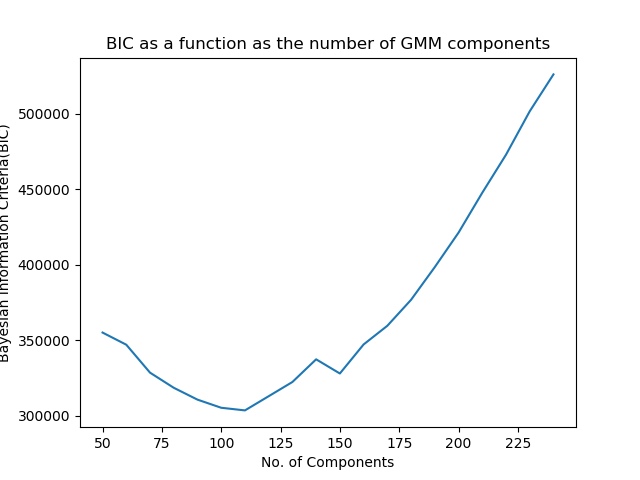 BIC as a function as the number of GMM components
Bayesian Information Criteria(BIC)
500000
450000
400000
350000
300000
50 75 100 125 150 175 200 225
No. of Components